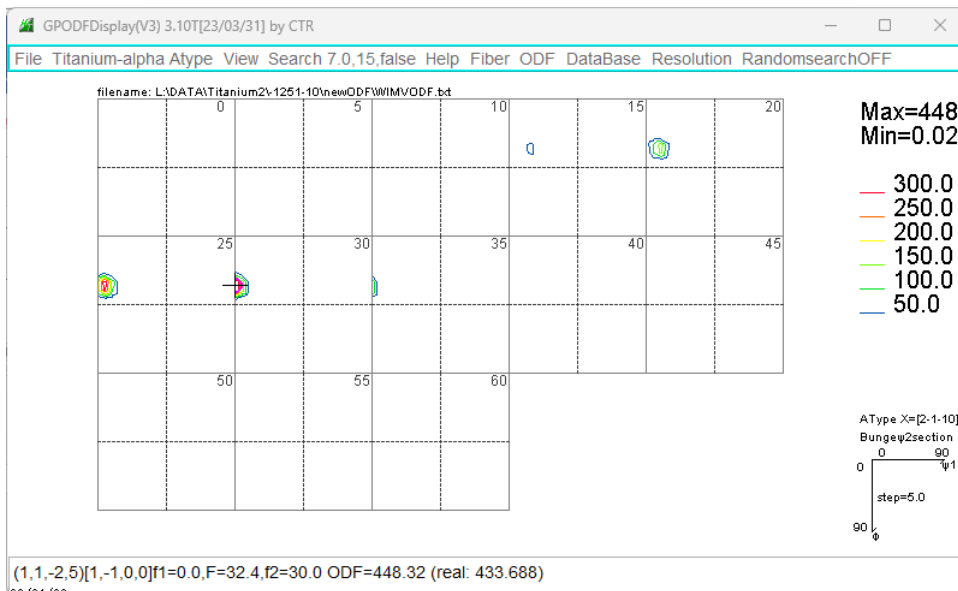 GPODFDisplay(V3) 3.10T[23/03/31] by CTR
File Titanium-alpha Atype View Search 7.0,15,false Help Fiber ODF DataBase Resolution RandomsearchOFF
filename: L:\DATA\Titanium2\-1251-10\newODF\WIMVODF.txt
0 5 10 15 20
Max=448
Min=0.02
300.0
250.0
200.0
150.0
100.0
50.0
25 30 35 40 45
50 55 60
AType X=[2-1-10]
Bungeψ2section
0 90
0 ψ1
step=5.0
90
Φ
(1,1,-2,5)[1,-1,0,0]f1=0.0,F=32.4,f2=30.0 ODF=448.32 (real: 433.688)